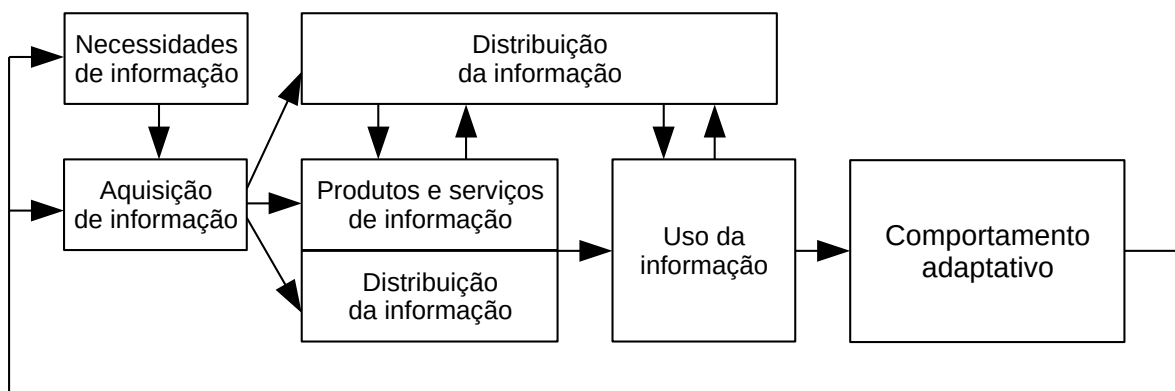 Necessidades
de informação
Distribuição
da informação
Aquisição
de informação
Produtos e serviços
de informação
Distribuição
da informação
Uso da
informação
Comportamento
adaptativo